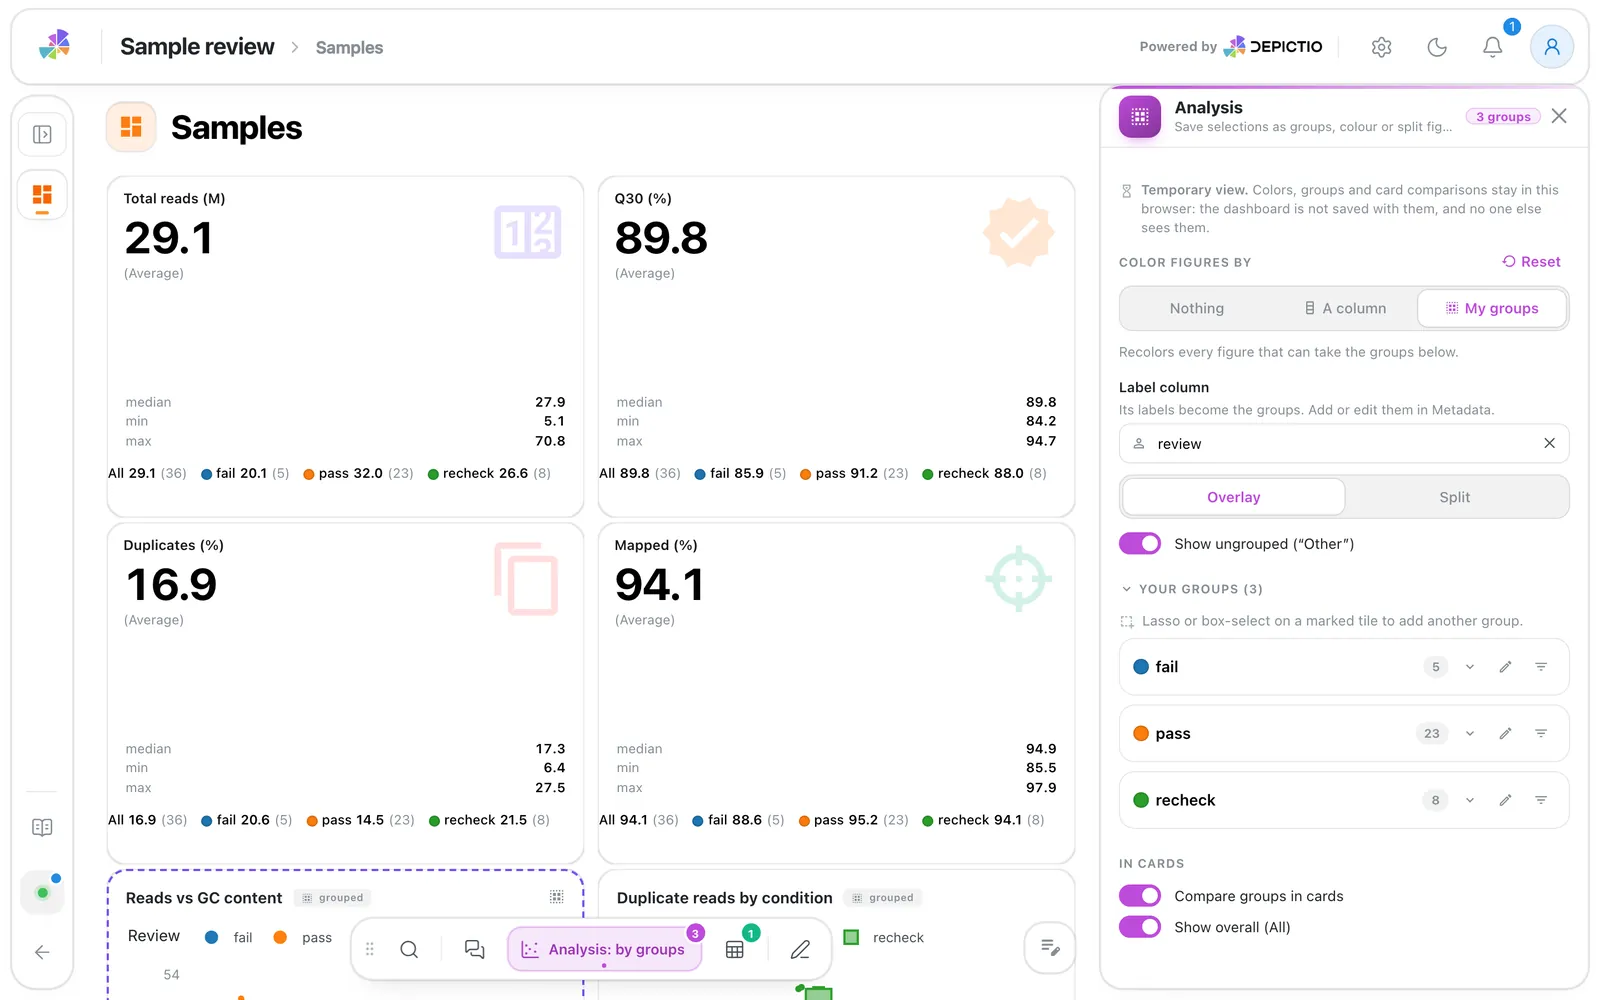 Sample review
Samples
Powered by DEPICTIO
1
Samples
Total reads (M)
29.1
(Average)
median 27.9
min 5.1
max 70.8
All 29.1 (36) fail 20.1 (5) pass 32.0 (23) recheck 26.6 (8)
Q30 (%)
89.8
(Average)
median 89.8
min 84.2
max 94.7
All 89.8 (36) fail 85.9 (5) pass 91.2 (23) recheck 88.0 (8)
Duplicates (%)
16.9
(Average)
median 17.3
min 6.4
max 27.5
All 16.9 (36) fail 20.6 (5) pass 14.5 (23) recheck 21.5 (8)
Mapped (%)
94.1
(Average)
median 94.9
min 85.5
max 97.9
All 94.1 (36) fail 88.6 (5) pass 95.2 (23) recheck 94.1 (8)
Reads vs GC content grouped
Review fail pass
54
Duplicate reads by condition grouped
recheck
Analysis: by groups 3
1
Analysis
Save selections as groups, colour or split fig...
3 groups
Temporary view. Colors, groups and card comparisons stay in this
browser: the dashboard is not saved with them, and no one else
sees them.
COLOR FIGURES BY
Reset
Nothing
A column
My groups
Recolors every figure that can take the groups below.
Label column
Its labels become the groups. Add or edit them in Metadata.
review
Overlay
Split
Show ungrouped (“Other”)
YOUR GROUPS (3)
Lasso or box-select on a marked tile to add another group.
fail 5
pass 23
recheck 8
IN CARDS
Compare groups in cards
Show overall (All)